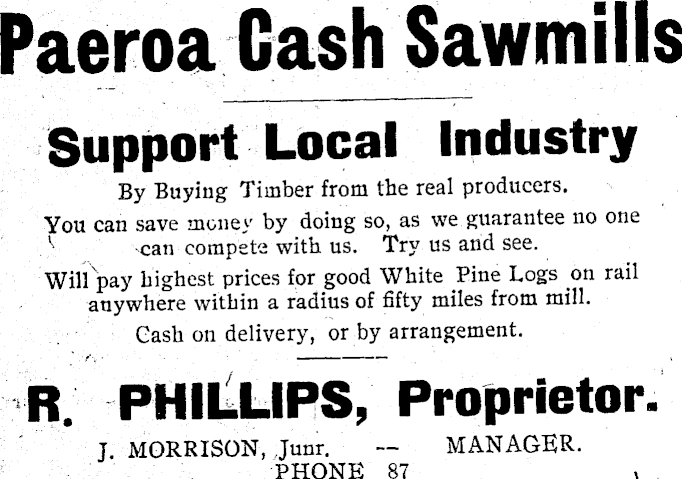 Paeroa Cash Sawmills
Support Local Industry
By Buying Timber from the real producers.
You can save money by doing so, as we guarantee no one
can compete with us. Try us and see.
Will pay highest prices for good White Pine Logs on rail
anywhere within a radius of fifty miles from mill.
Cash on delivery, or by arrangement.
R. PHILLIPS, Proprietor.
J. MORRISON, Junr. -- MANAGER.
PHONE 87